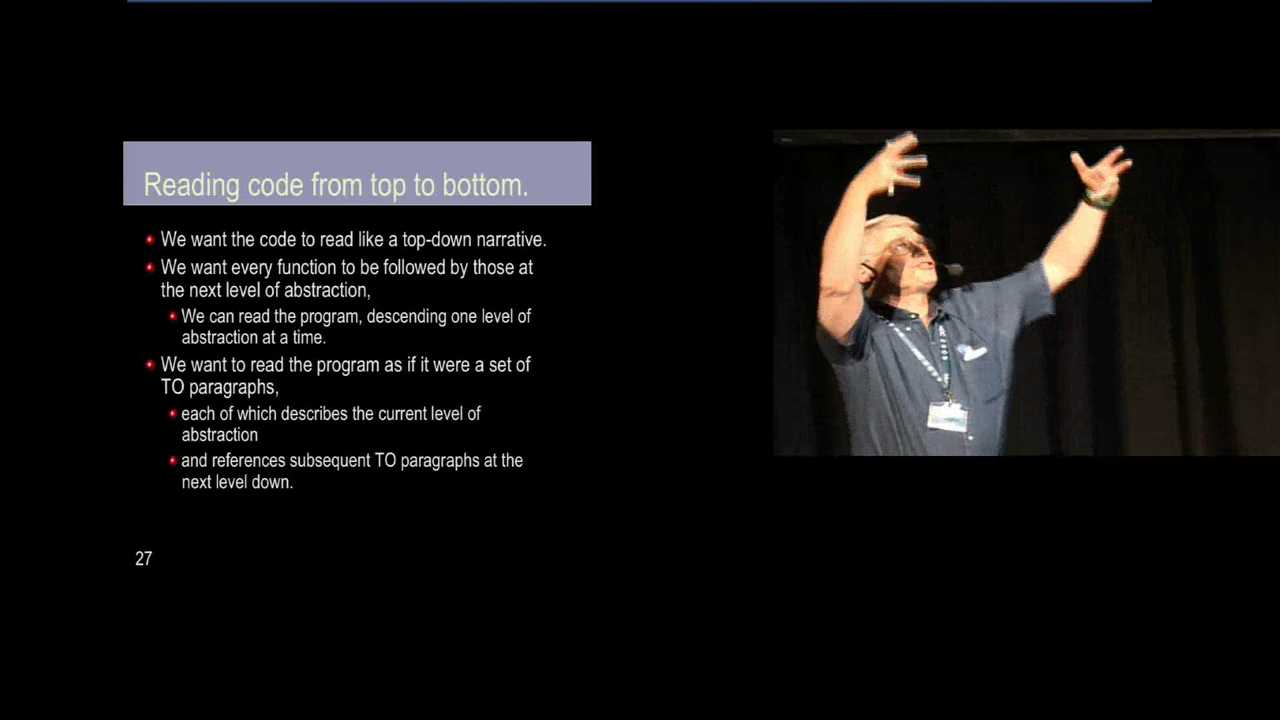 Reading code from top to bottom.
We want the code to read like a top-down narrative.
We want every function to be followed by those at
the next level of abstraction,
We can read the program, descending one level of
abstraction at a time.
We want to read the program as if it were a set of
TO paragraphs,
each of which describes the current level of
abstraction
and references subsequent TO paragraphs at the
next level down.
27